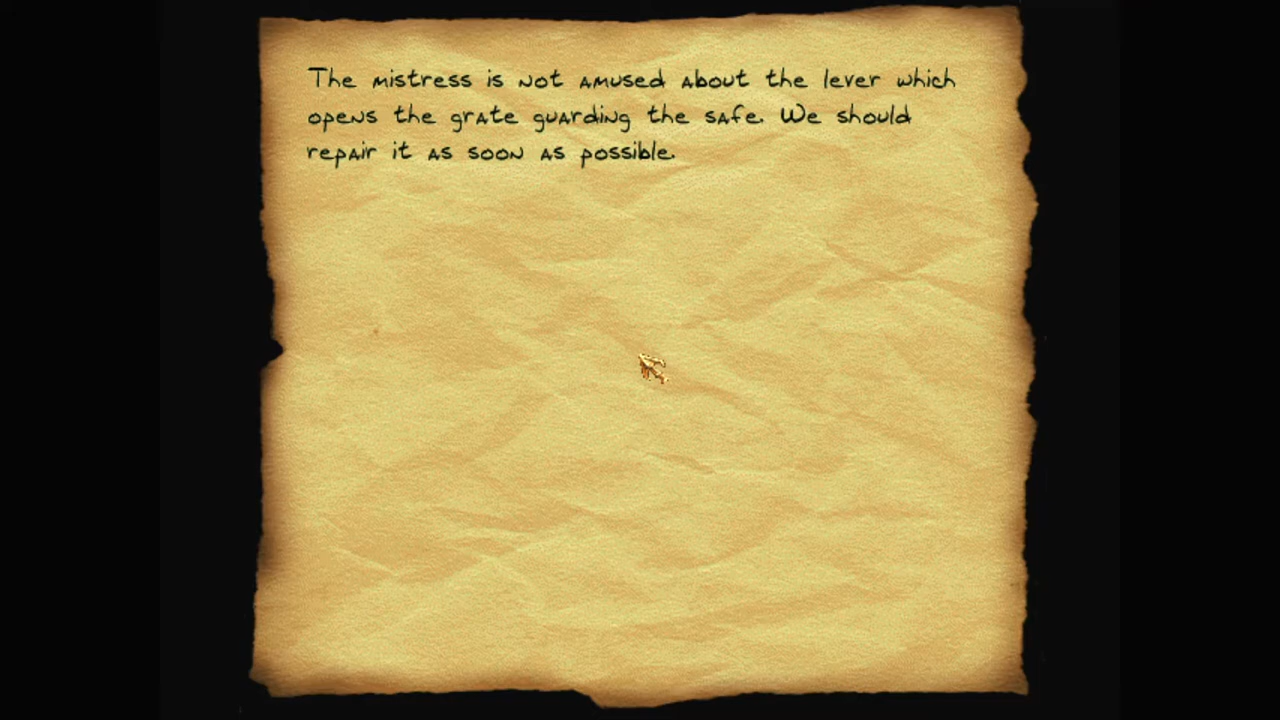 The mistress is not amused about the lever which
opens the grate guarding the safe. We should
repair it as soon as possible.